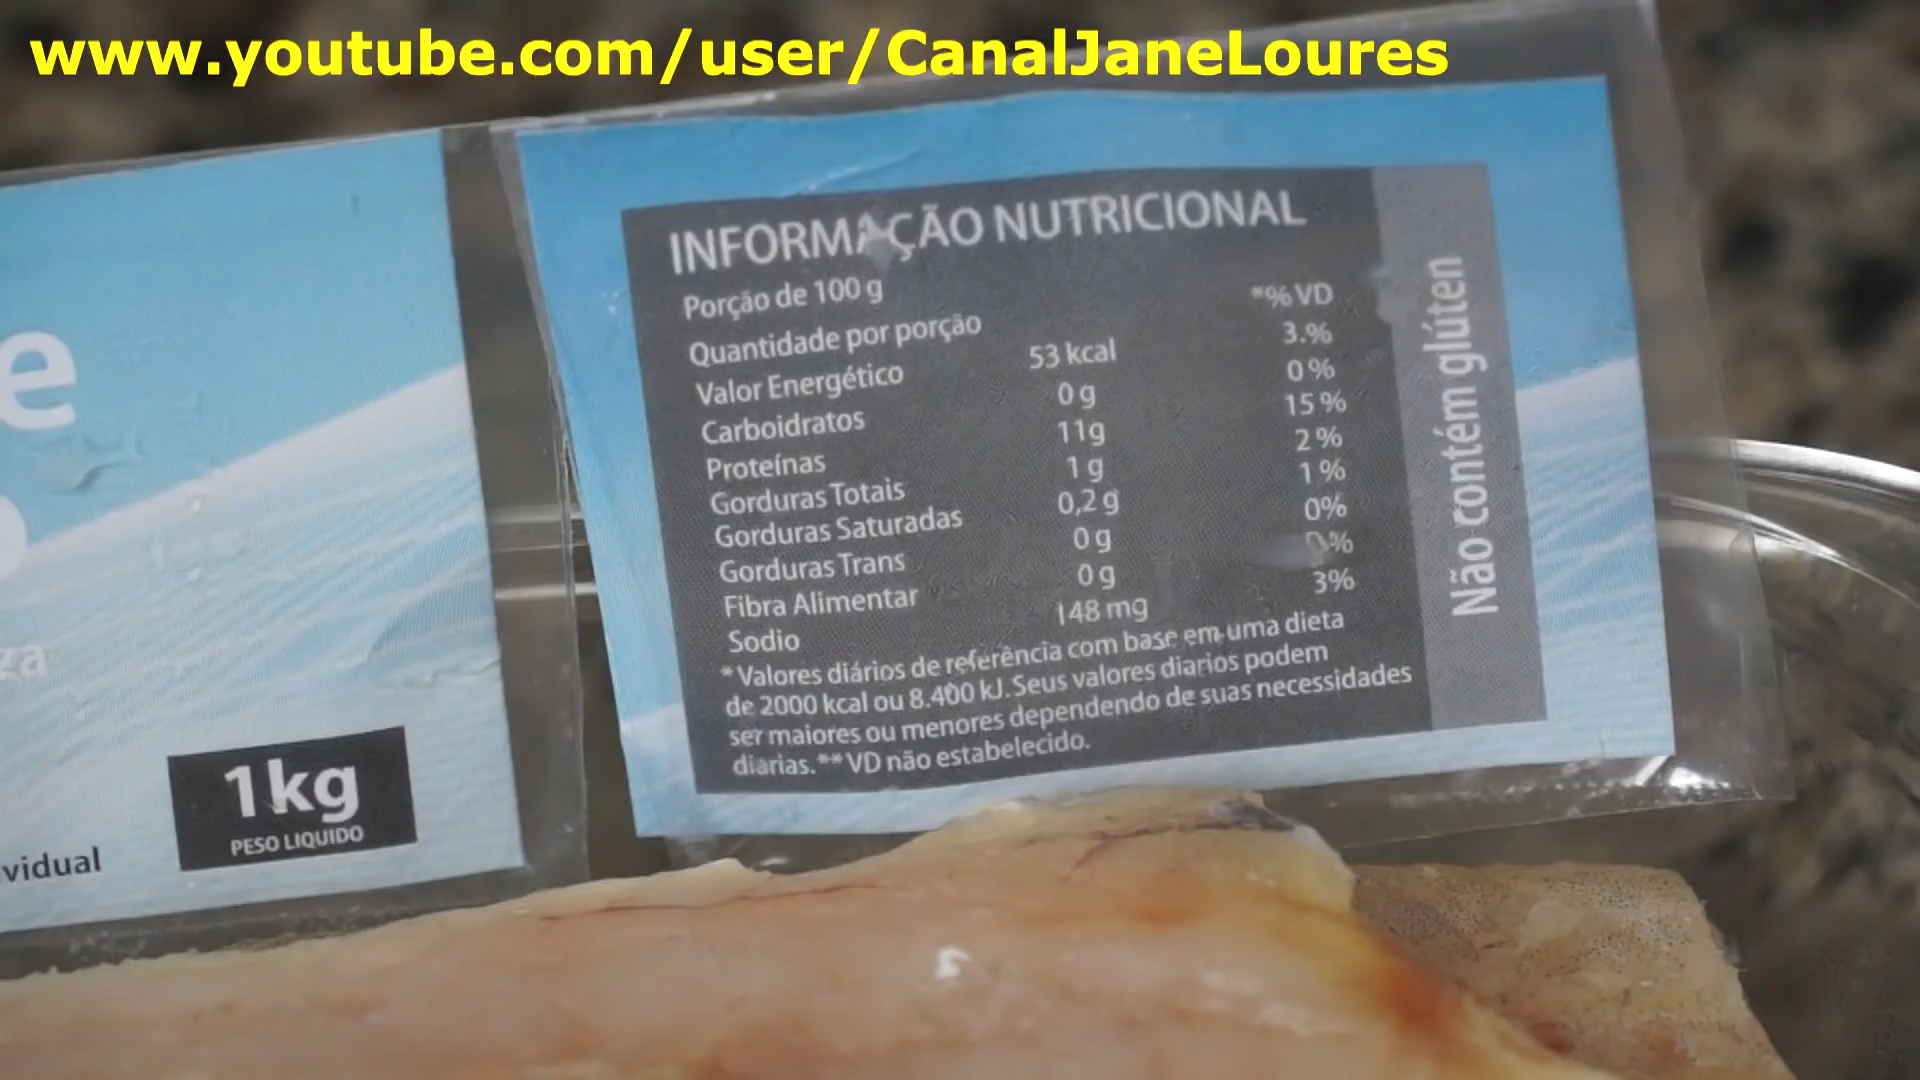 www.youtube.com/user/CanalJaneLoures
INFORMAÇÃO NUTRICIONAL
Porção de 100 g
Quantidade por porção *% VD
Valor Energético 53 kcal 3.%
Carboidratos 0 g 0 %
Proteínas 11g 15 %
Gorduras Totais 1 g 2 %
Gorduras Saturadas 0,2 g 1 %
Gorduras Trans 0 g 0%
Fibra Alimentar 0 g 0%
Sodio 148 mg 3%
* Valores diários de referência com base em uma dieta
de 2000 kcal ou 8.400 kJ. Seus valores diarios podem
ser maiores ou menores dependendo de suas necessidades
diarias. ** VD não estabelecido.
Não contém glúten
e
za
1kg
PESO LIQUIDO
vidual